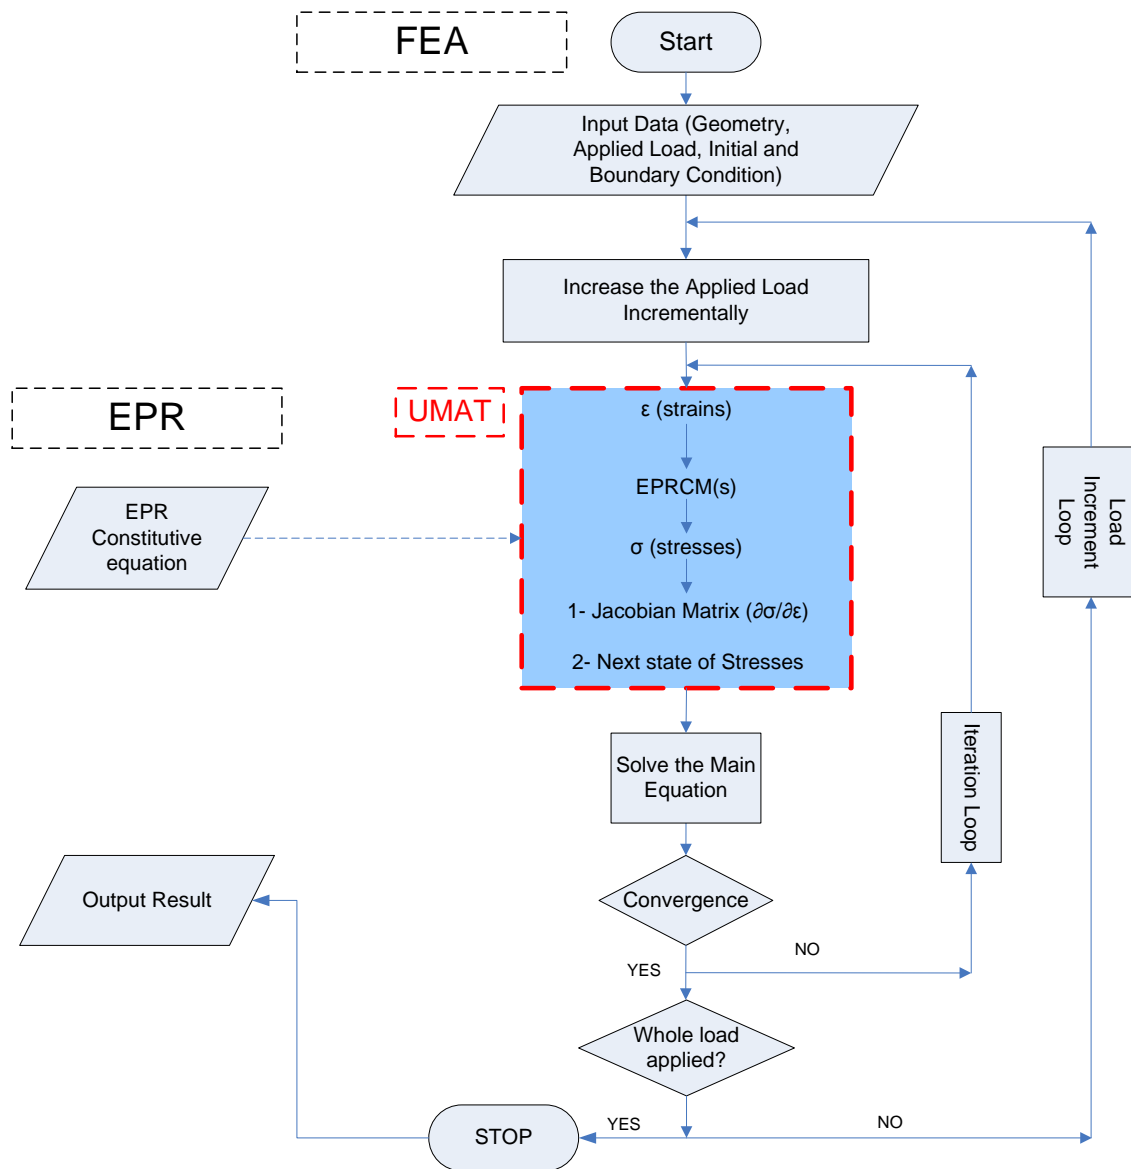 FEA
Start
Input Data (Geometry,
Applied Load, Initial and
Boundary Condition)
Increase the Applied Load
Incrementally
EPR
UMAT
ε (strains)
EPRCM(s)
σ (stresses)
1- Jacobian Matrix (∂σ/∂ε)
2- Next state of Stresses
EPR
Constitutive
equation
Load
Increment
Loop
Iteration Loop
Solve the Main
Equation
Convergence
Output Result
NO
YES
Whole load
applied?
STOP
YES
NO